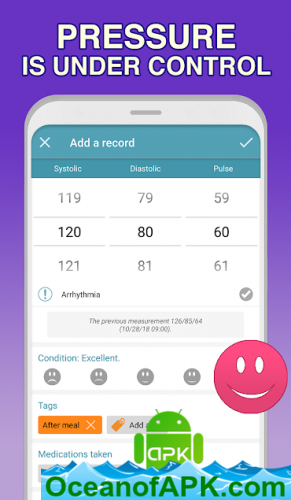 PRESSURE
IS UNDER CONTROL
Add a record
Systolic Diastolic Pulse
119 79 59
120 80 60
121 81 61
Arrhythmia
The previous measurement 126/85/64
(10/28/18 09:00).
Condition: Excellent.
Tags
After meal Add
Medications taken
APK
OceanofAPK.com